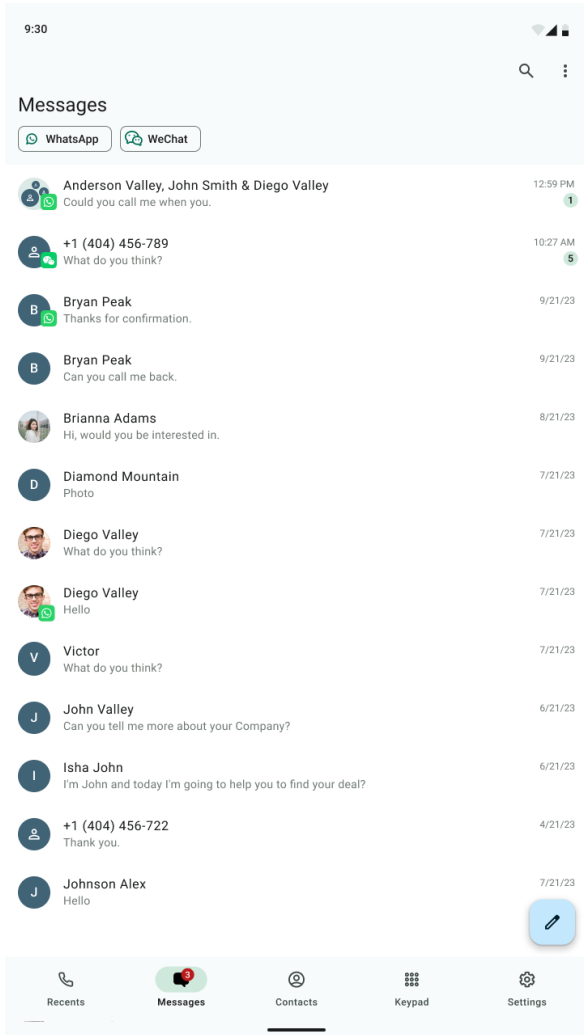 9:30
Messages
WhatsApp WeChat
Anderson Valley, John Smith & Diego Valley 12:59 PM
Could you call me when you. 1
+1 (404) 456-789 10:27 AM
What do you think? 5
B Bryan Peak 9/21/23
Thanks for confirmation.
B Bryan Peak 9/21/23
Can you call me back.
Brianna Adams 8/21/23
Hi, would you be interested in.
D Diamond Mountain 7/21/23
Photo
Diego Valley 7/21/23
What do you think?
Diego Valley 7/21/23
Hello
V Victor 7/21/23
What do you think?
J John Valley 6/21/23
Can you tell me more about your Company?
I Isha John 6/21/23
I'm John and today I'm going to help you to find your deal?
+1 (404) 456-722 4/21/23
Thank you.
J Johnson Alex 7/21/23
Hello
3
Recents Messages Contacts Keypad Settings